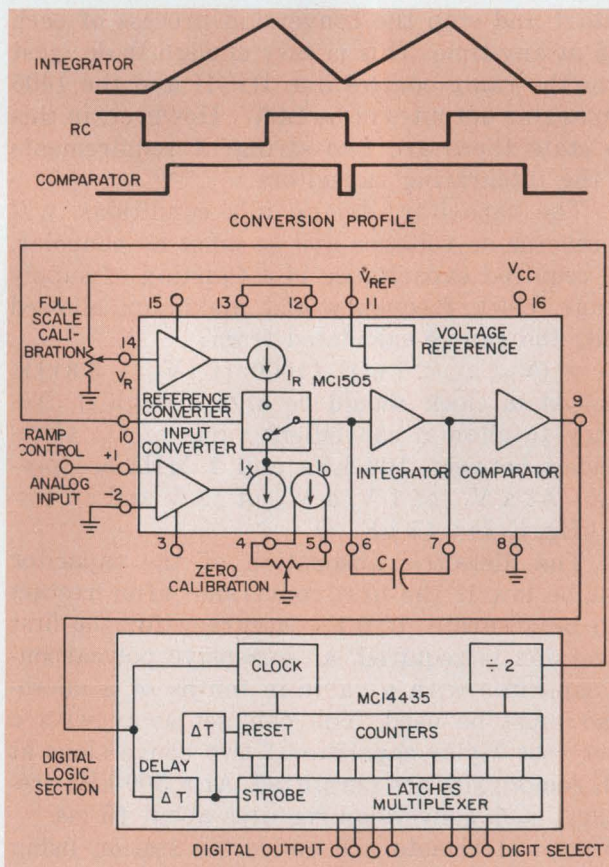 INTEGRATOR
RC
COMPARATOR
CONVERSION PROFILE
FULL
SCALE
CALI-
BRATION
15
13
12
V̂REF
11
VCC
16
14
VR
IR
VOLTAGE
REFERENCE
REFERENCE
CONVERTER
MC1505
9
10
INPUT
CONVERTER
RAMP
CONTROL
+1
ANALOG
INPUT
-2
IX
IO
INTEGRATOR
COMPARATOR
3
4
5
6
7
8
C
ZERO
CALIBRATION
CLOCK
÷ 2
MC14435
ΔT
RESET
COUNTERS
DELAY
ΔT
STROBE
LATCHES
MULTIPLEXER
DIGITAL
LOGIC
SECTION
DIGITAL OUTPUT
DIGIT SELECT